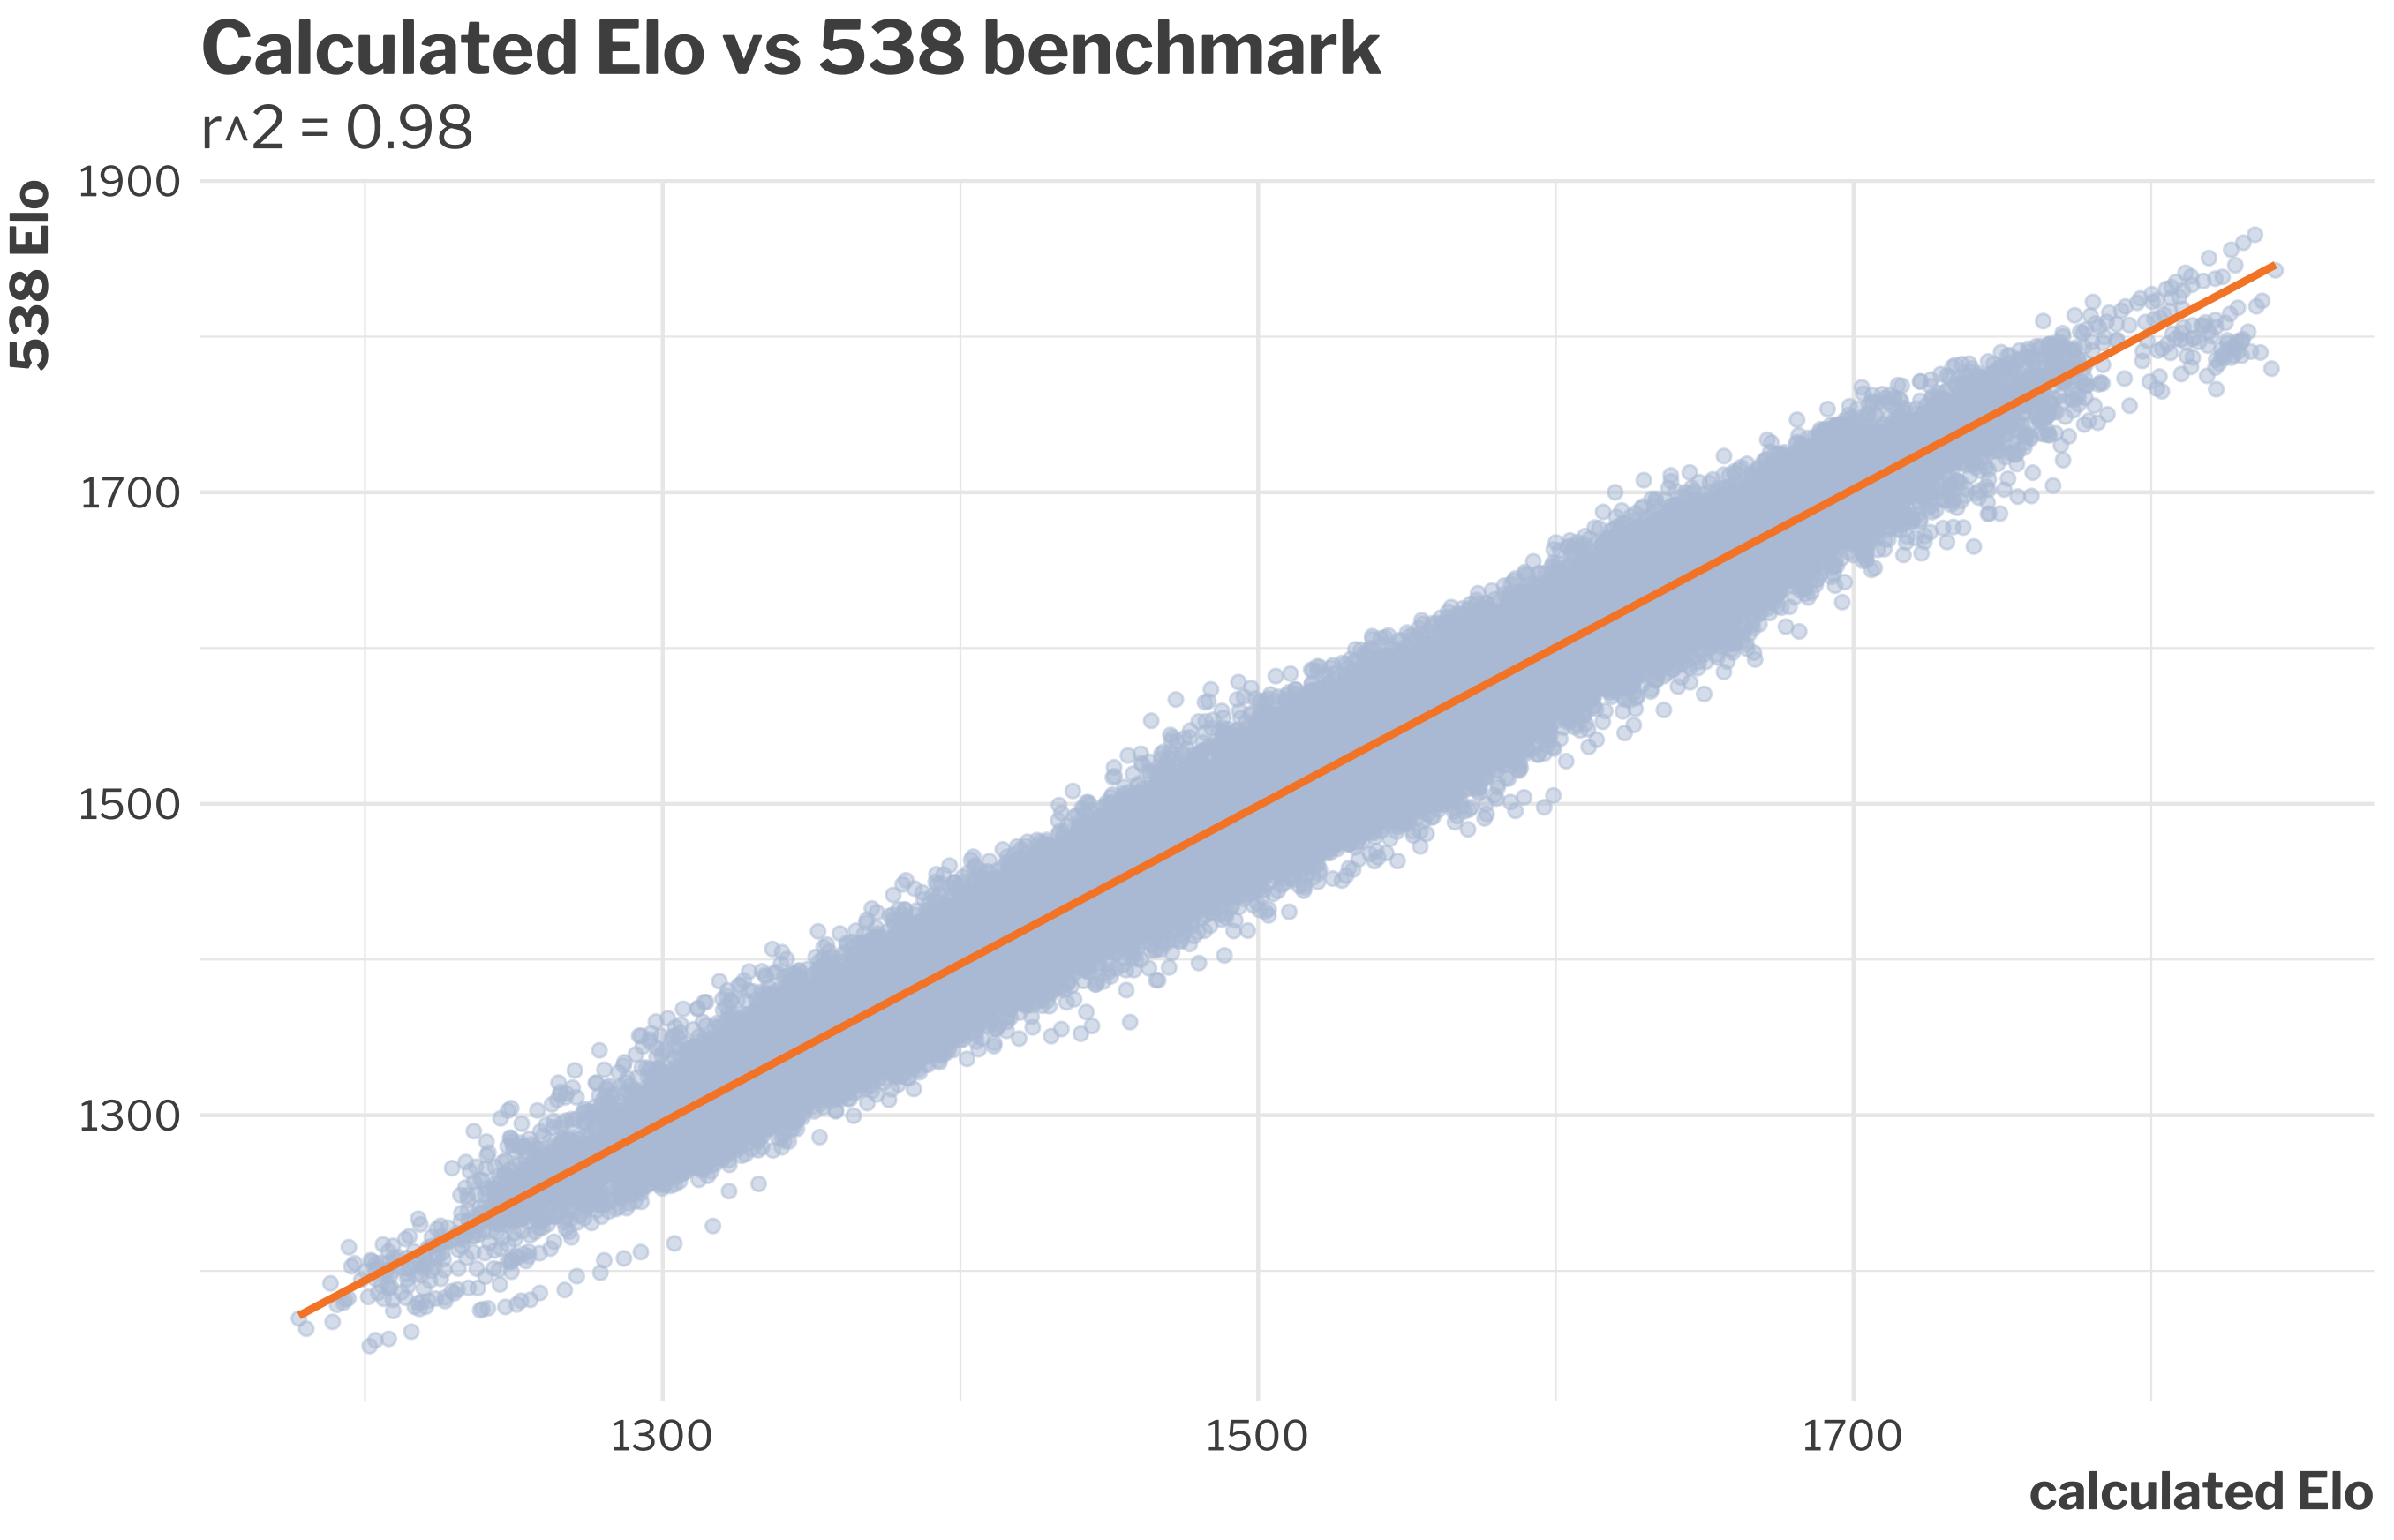 Calculated Elo vs 538 benchmark
r^2 = 0.98
538 Elo
1900
1700
1500
1300
1300 1500 1700
calculated Elo